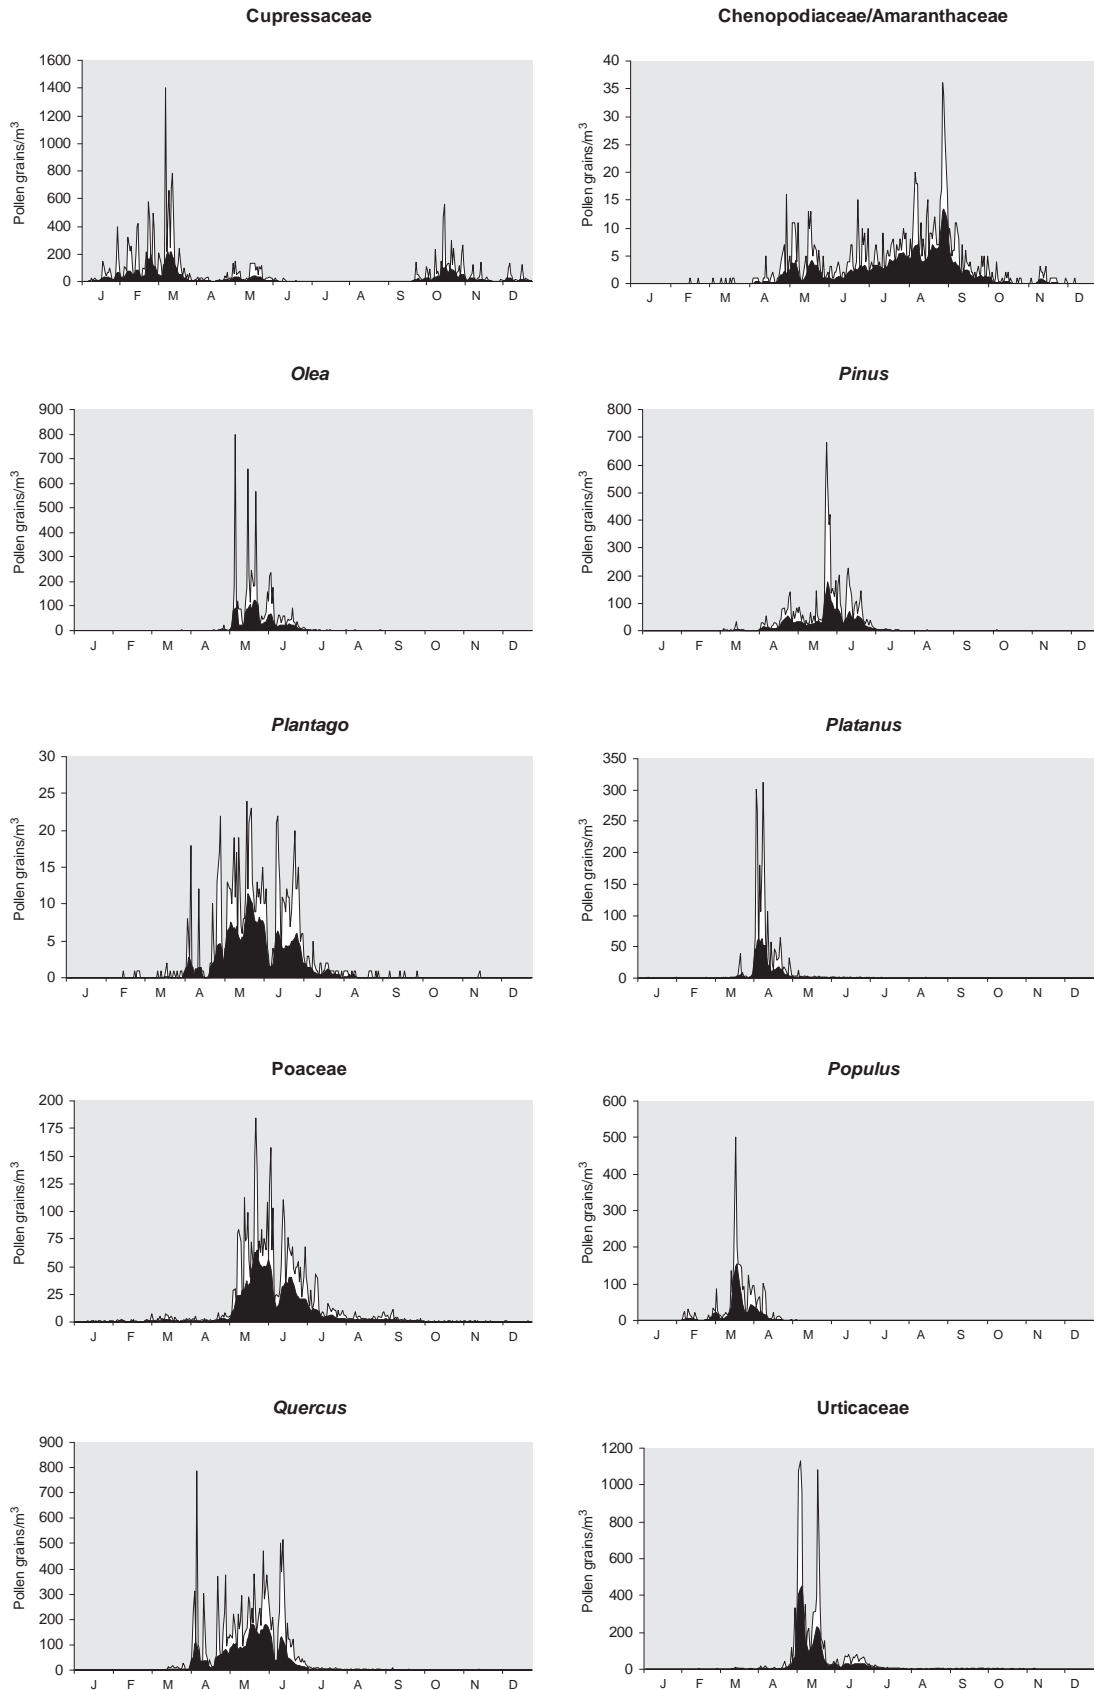 Cupressaceae
Pollen grains/m³
1600
1400
1200
1000
800
600
400
200
0
J F M A M J J A S O N D
Chenopodiaceae/Amaranthaceae
Pollen grains/m³
40
35
30
25
20
15
10
5
0
J F M A M J J A S O N D
Olea
Pollen grains/m³
900
800
700
600
500
400
300
200
100
0
J F M A M J J A S O N D
Pinus
Pollen grains/m³
800
700
600
500
400
300
200
100
0
J F M A M J J A S O N D
Plantago
Pollen grains/m³
30
25
20
15
10
5
0
J F M A M J J A S O N D
Platanus
Pollen grains/m³
350
300
250
200
150
100
50
0
J F M A M J J A S O N D
Poaceae
Pollen grains/m³
200
175
150
125
100
75
50
25
0
J F M A M J J A S O N D
Populus
Pollen grains/m³
600
500
400
300
200
100
0
J F M A M J J A S O N D
Quercus
Pollen grains/m³
900
800
700
600
500
400
300
200
100
0
J F M A M J J A S O N D
Urticaceae
Pollen grains/m³
1200
1000
800
600
400
200
0
J F M A M J J A S O N D